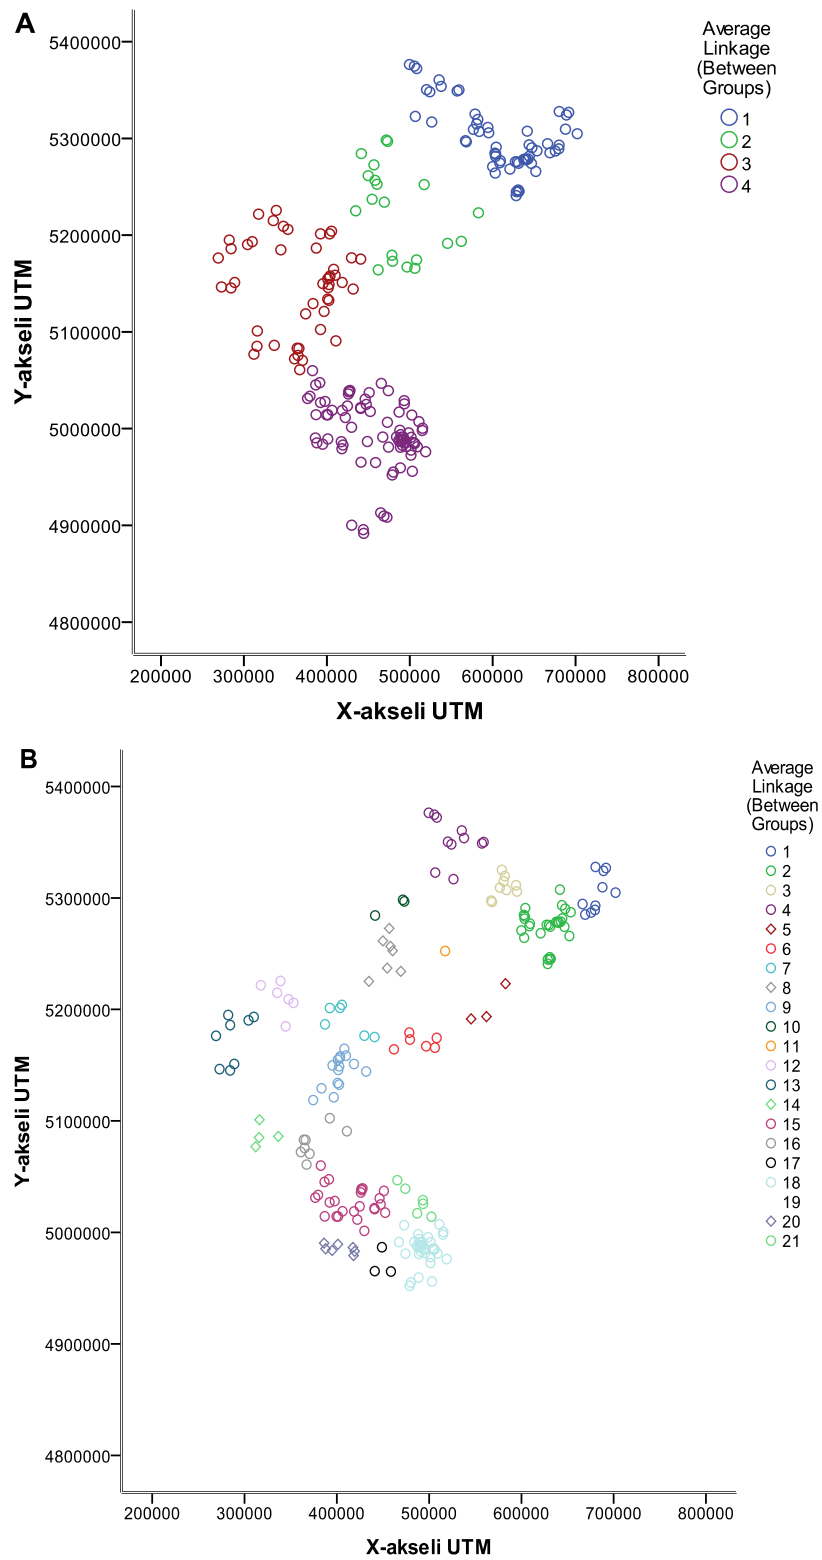 A
Average
Linkage
(Between
Groups)
1
2
3
4
5400000
5300000
5200000
5100000
5000000
4900000
4800000
Y-akseli UTM
200000 300000 400000 500000 600000 700000 800000
X-akseli UTM
B
Average
Linkage
(Between
Groups)
1
2
3
4
5
6
7
8
9
10
11
12
13
14
15
16
17
18
19
20
21
5400000
5300000
5200000
5100000
5000000
4900000
4800000
Y-akseli UTM
200000 300000 400000 500000 600000 700000 800000
X-akseli UTM